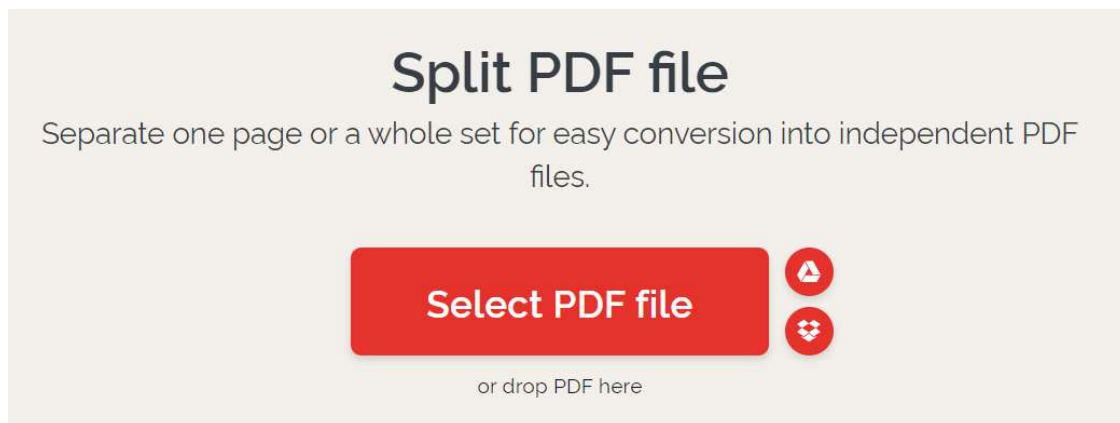 Split PDF file
Separate one page or a whole set for easy conversion into independent PDF
files.
Select PDF file
or drop PDF here